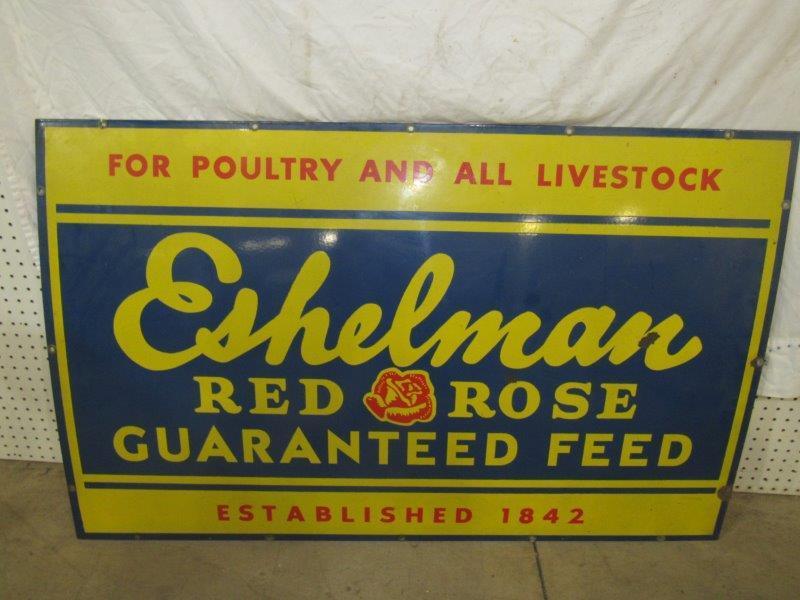 FOR POULTRY AND ALL LIVESTOCK
Eshelman
RED ROSE
GUARANTEED FEED
ESTABLISHED 1842